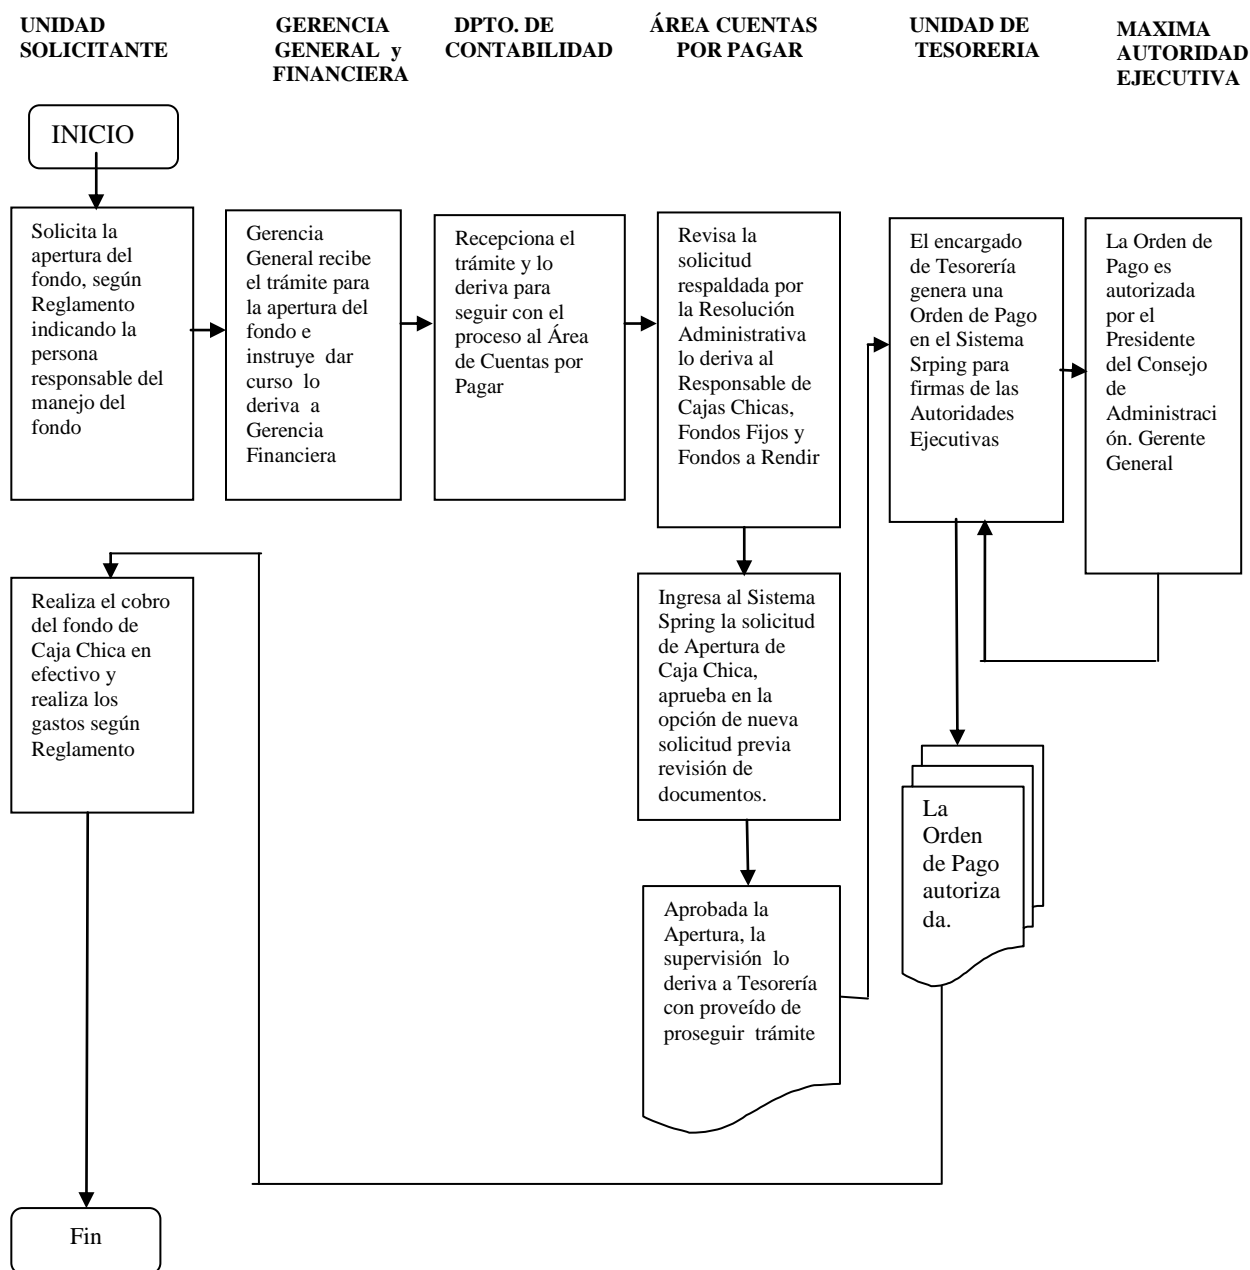 UNIDAD
SOLICITANTE
GERENCIA
GENERAL y
FINANCIERA
DPTO. DE
CONTABILIDAD
ÁREA CUENTAS
POR PAGAR
UNIDAD DE
TESORERIA
MAXIMA
AUTORIDAD
EJECUTIVA
INICIO
Solicita la
apertura del
fondo, según
Reglamento
indicando la
persona
responsable del
manejo del
fondo
Gerencia
General recibe
el trámite para
la apertura del
fondo e
instruye dar
curso lo
deriva a
Gerencia
Financiera
Recepciona el
trámite y lo
deriva para
seguir con el
proceso al Área
de Cuentas por
Pagar
Revisa la
solicitud
respaldada por
la Resolución
Administrativa
lo deriva al
Responsable de
Cajas Chicas,
Fondos Fijos y
Fondos a Rendir
El encargado
de Tesorería
genera una
Orden de Pago
en el Sistema
Srping para
firmas de las
Autoridades
Ejecutivas
La Orden de
Pago es
autorizada
por el
Presidente
del Consejo
de
Administraci
ón. Gerente
General
Realiza el cobro
del fondo de
Caja Chica en
efectivo y
realiza los
gastos según
Reglamento
Ingresa al Sistema
Spring la solicitud
de Apertura de
Caja Chica,
aprueba en la
opción de nueva
solicitud previa
revisión de
documentos.
La
Orden
de Pago
autoriza
da.
Aprobada la
Apertura, la
supervisión lo
deriva a Tesorería
con proveído de
proseguir trámite
Fin